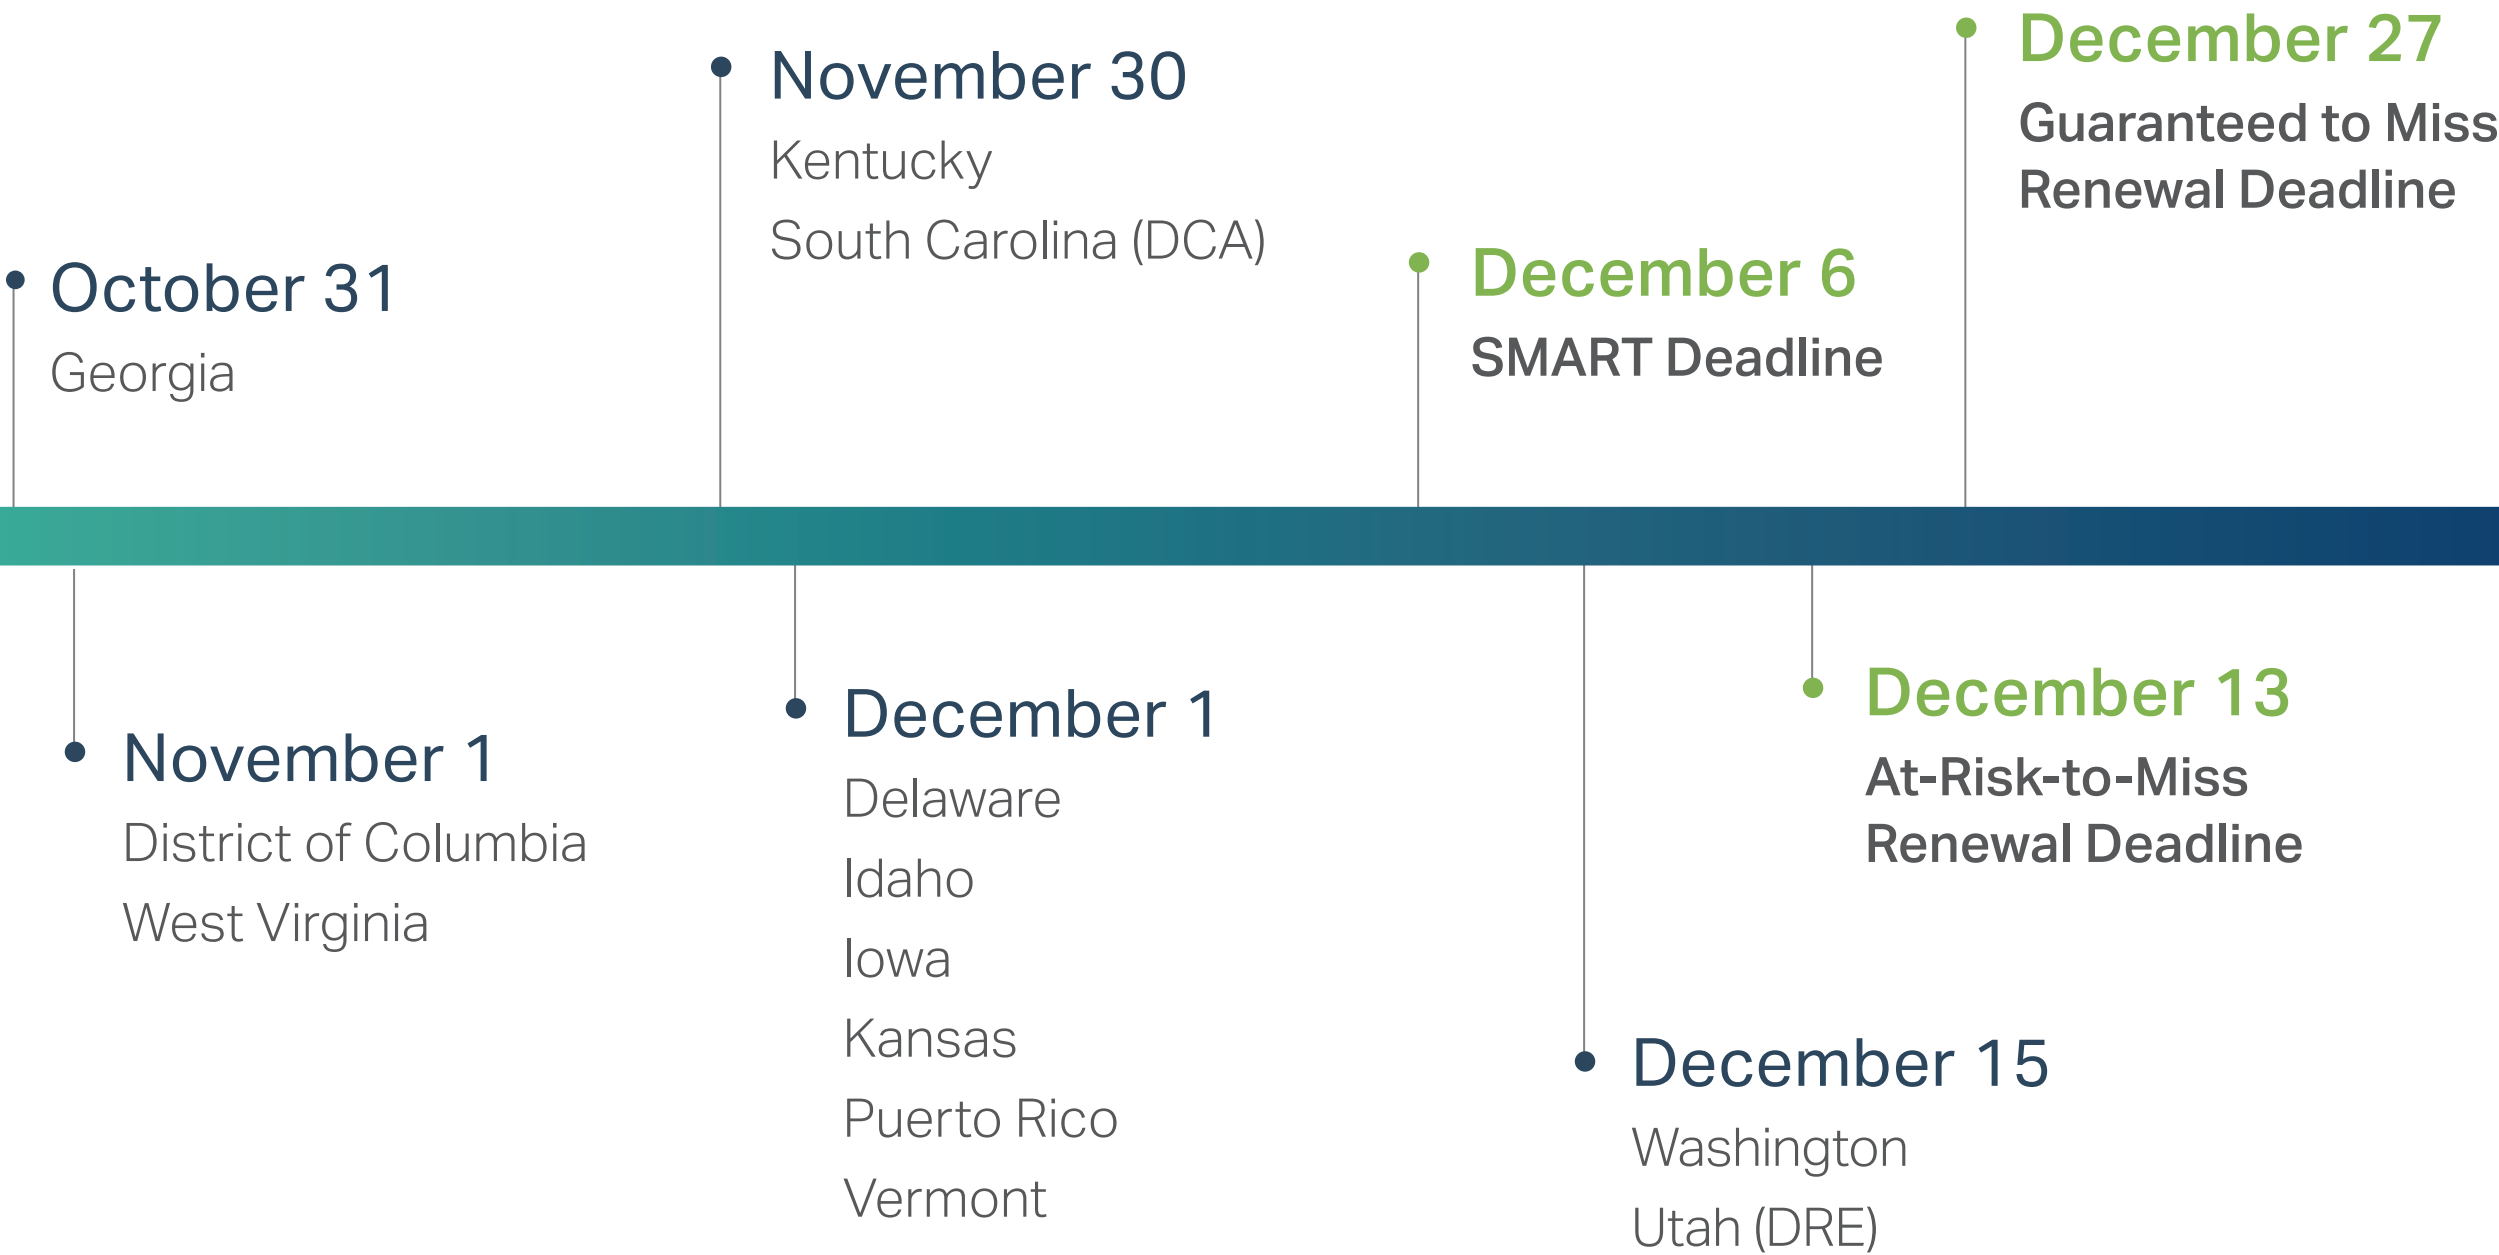 October 31
Georgia
November 1
District of Columbia
West Virginia
November 30
Kentucky
South Carolina (DCA)
December 1
Delaware
Idaho
Iowa
Kansas
Puerto Rico
Vermont
December 6
SMART Deadline
December 13
At-Risk-to-Miss
Renewal Deadline
December 15
Washington
Utah (DRE)
December 27
Guaranteed to Miss
Renewal Deadline